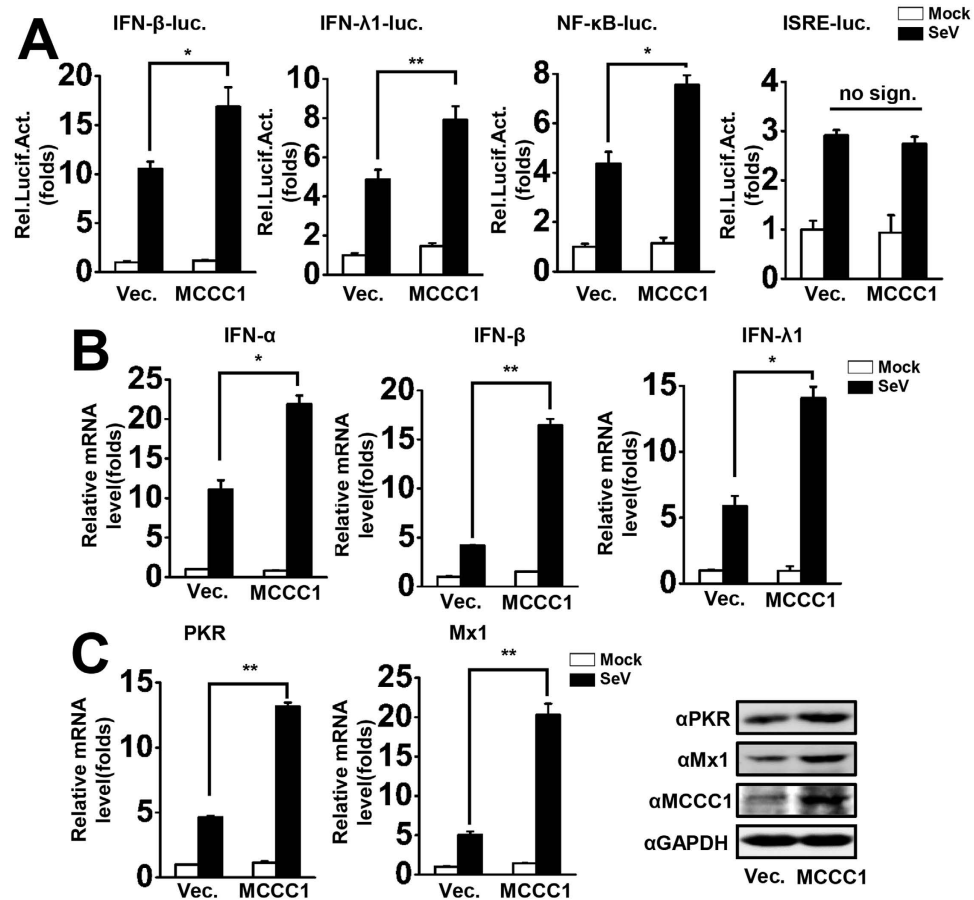 A
IFN-β-luc.
IFN-λ1-luc.
NF-κB-luc.
ISRE-luc.
Mock
SeV
Rel.Lucif.Act.
(folds)
20
15
10
5
0
*
Vec. MCCC1
Rel.Lucif.Act.
(folds)
10
8
6
4
2
0
**
Vec. MCCC1
Rel.Lucif.Act.
(folds)
8
6
4
2
0
*
Vec. MCCC1
Rel.Lucif.Act.
(folds)
4
3
2
1
0
no sign.
Vec. MCCC1
B
IFN-α
IFN-β
IFN-λ1
Mock
SeV
Relative mRNA
level(folds)
25
20
15
10
5
0
*
Vec. MCCC1
Relative mRNA
level(folds)
20
15
10
5
0
**
Vec. MCCC1
Relative mRNA
level(folds)
15
10
5
0
*
Vec. MCCC1
C
PKR
Mx1
Mock
SeV
Relative mRNA
level(folds)
15
10
5
0
**
Vec. MCCC1
Relative mRNA
level(folds)
25
20
15
10
5
0
**
Vec. MCCC1
αPKR
αMx1
αMCCC1
αGAPDH
Vec. MCCC1